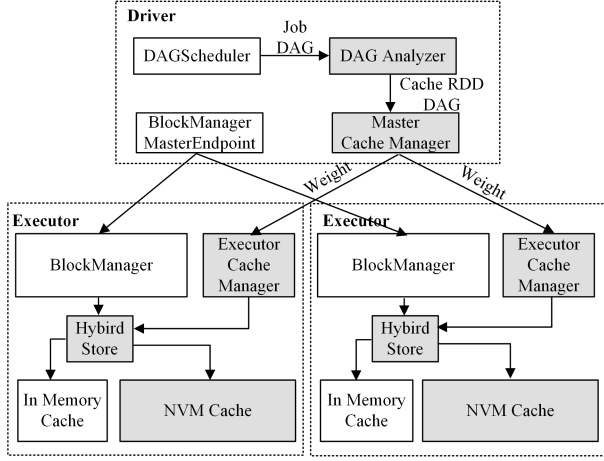 Driver
Job
DAG
DAGScheduler
DAG Analyzer
Cache RDD
DAG
BlockManager
MasterEndpoint
Master
Cache Manager
Weight
Weight
Executor
BlockManager
Executor
Cache
Manager
Hybird
Store
In Memory
Cache
NVM Cache
Executor
BlockManager
Executor
Cache
Manager
Hybird
Store
In Memory
Cache
NVM Cache